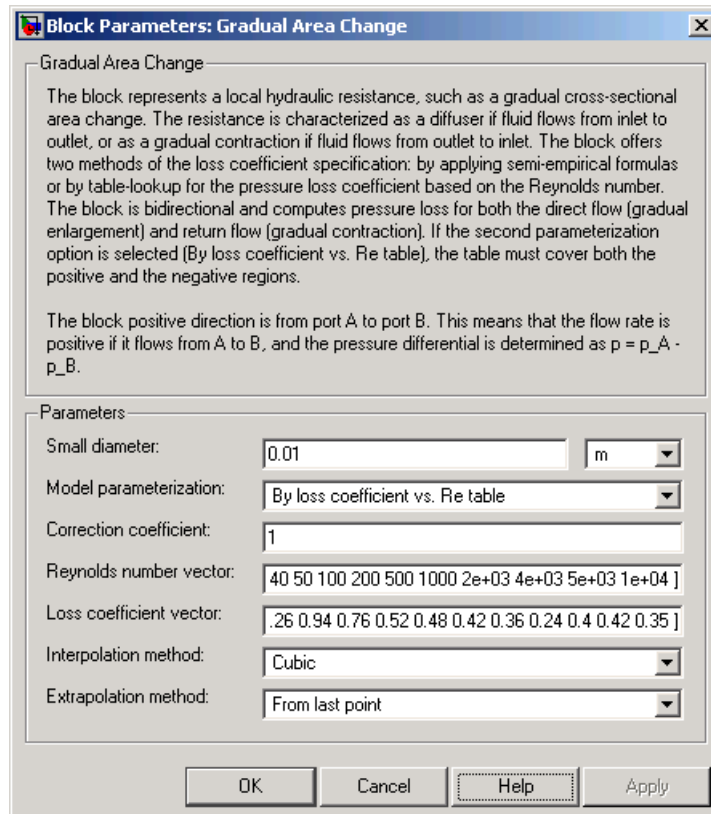 Block Parameters: Gradual Area Change
Gradual Area Change
The block represents a local hydraulic resistance, such as a gradual cross-sectional
area change. The resistance is characterized as a diffuser if fluid flows from inlet to
outlet, or as a gradual contraction if fluid flows from outlet to inlet. The block offers
two methods of the loss coefficient specification: by applying semi-empirical formulas
or by table-lookup for the pressure loss coefficient based on the Reynolds number.
The block is bidirectional and computes pressure loss for both the direct flow (gradual
enlargement) and return flow (gradual contraction). If the second parameterization
option is selected (By loss coefficient vs. Re table), the table must cover both the
positive and the negative regions.
The block positive direction is from port A to port B. This means that the flow rate is
positive if it flows from A to B, and the pressure differential is determined as p = p_A -
p_B.
Parameters
Small diameter: 0.01 m
Model parameterization: By loss coefficient vs. Re table
Correction coefficient: 1
Reynolds number vector: 40 50 100 200 500 1000 2e+03 4e+03 5e+03 1e+04 ]
Loss coefficient vector: .26 0.94 0.76 0.52 0.48 0.42 0.36 0.24 0.4 0.42 0.35 ]
Interpolation method: Cubic
Extrapolation method: From last point
OK Cancel Help Apply